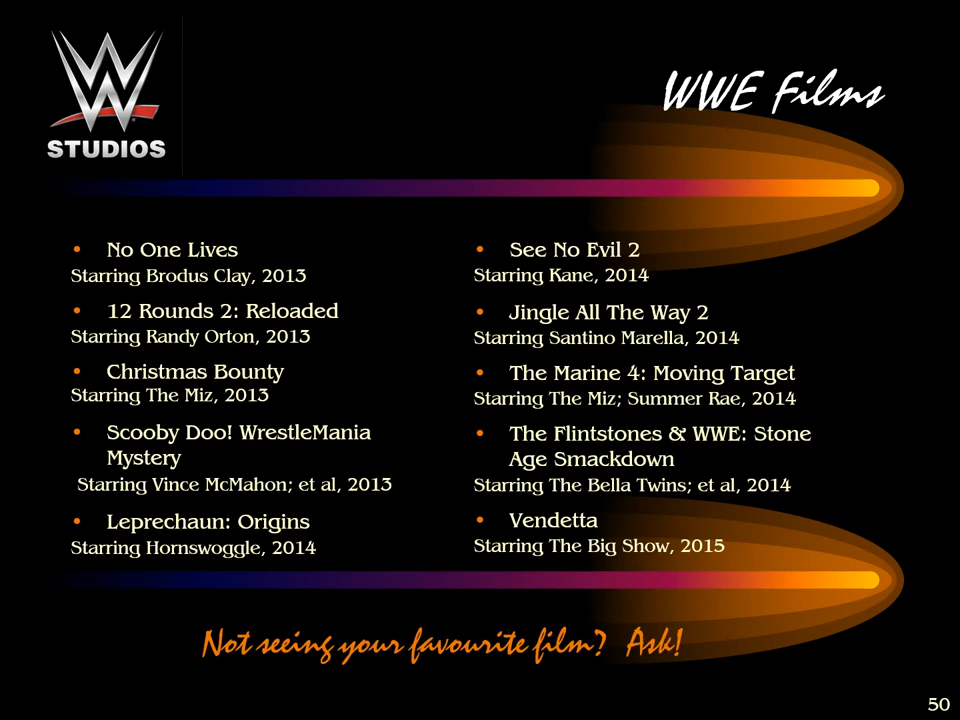 STUDIOS
WWE Films
• No One Lives
Starring Brodus Clay, 2013
• 12 Rounds 2: Reloaded
Starring Randy Orton, 2013
• Christmas Bounty
Starring The Miz, 2013
• Scooby Doo! WrestleMania
Mystery
Starring Vince McMahon; et al, 2013
• Leprechaun: Origins
Starring Hornswoggle, 2014
• See No Evil 2
Starring Kane, 2014
• Jingle All The Way 2
Starring Santino Marella, 2014
• The Marine 4: Moving Target
Starring The Miz; Summer Rae, 2014
• The Flintstones & WWE: Stone
Age Smackdown
Starring The Bella Twins; et al, 2014
• Vendetta
Starring The Big Show, 2015
Not seeing your favourite film? Ask!
50